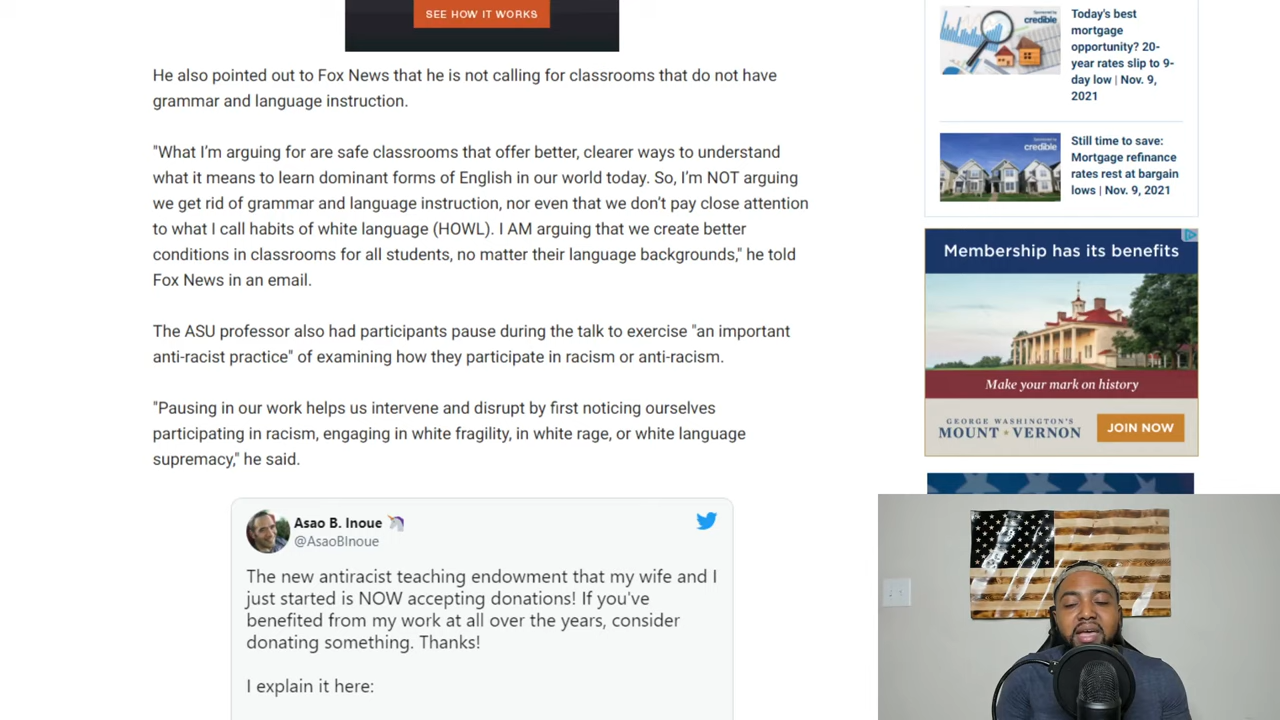 SEE HOW IT WORKS
He also pointed out to Fox News that he is not calling for classrooms that do not have
grammar and language instruction.
"What I'm arguing for are safe classrooms that offer better, clearer ways to understand
what it means to learn dominant forms of English in our world today. So, I'm NOT arguing
we get rid of grammar and language instruction, nor even that we don't pay close attention
to what I call habits of white language (HOWL). I AM arguing that we create better
conditions in classrooms for all students, no matter their language backgrounds," he told
Fox News in an email.
The ASU professor also had participants pause during the talk to exercise "an important
anti-racist practice" of examining how they participate in racism or anti-racism.
"Pausing in our work helps us intervene and disrupt by first noticing ourselves
participating in racism, engaging in white fragility, in white rage, or white language
supremacy," he said.
Asao B. Inoue
@AsaoBInoue
The new antiracist teaching endowment that my wife and I
just started is NOW accepting donations! If you've
benefited from my work at all over the years, consider
donating something. Thanks!
I explain it here:
Sponsored by
credible
Today's best
mortgage
opportunity? 20-
year rates slip to 9-
day low | Nov. 9,
2021
Sponsored by
credible
Still time to save:
Mortgage refinance
rates rest at bargain
lows | Nov. 9, 2021
Membership has its benefits
Make your mark on history
GEORGE WASHINGTON'S
MOUNT VERNON
JOIN NOW